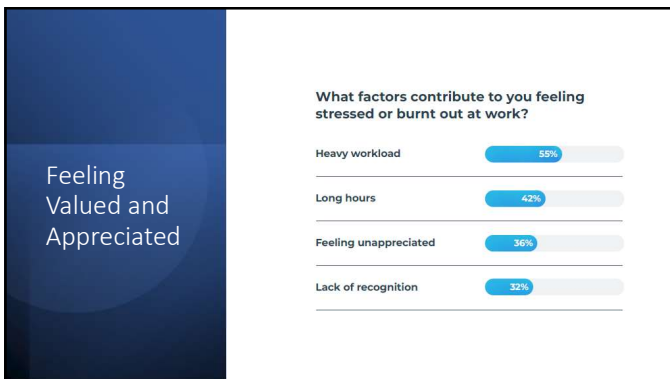 Feeling
Valued and
Appreciated
What factors contribute to you feeling
stressed or burnt out at work?
Heavy workload 55%
Long hours 42%
Feeling unappreciated 36%
Lack of recognition 32%